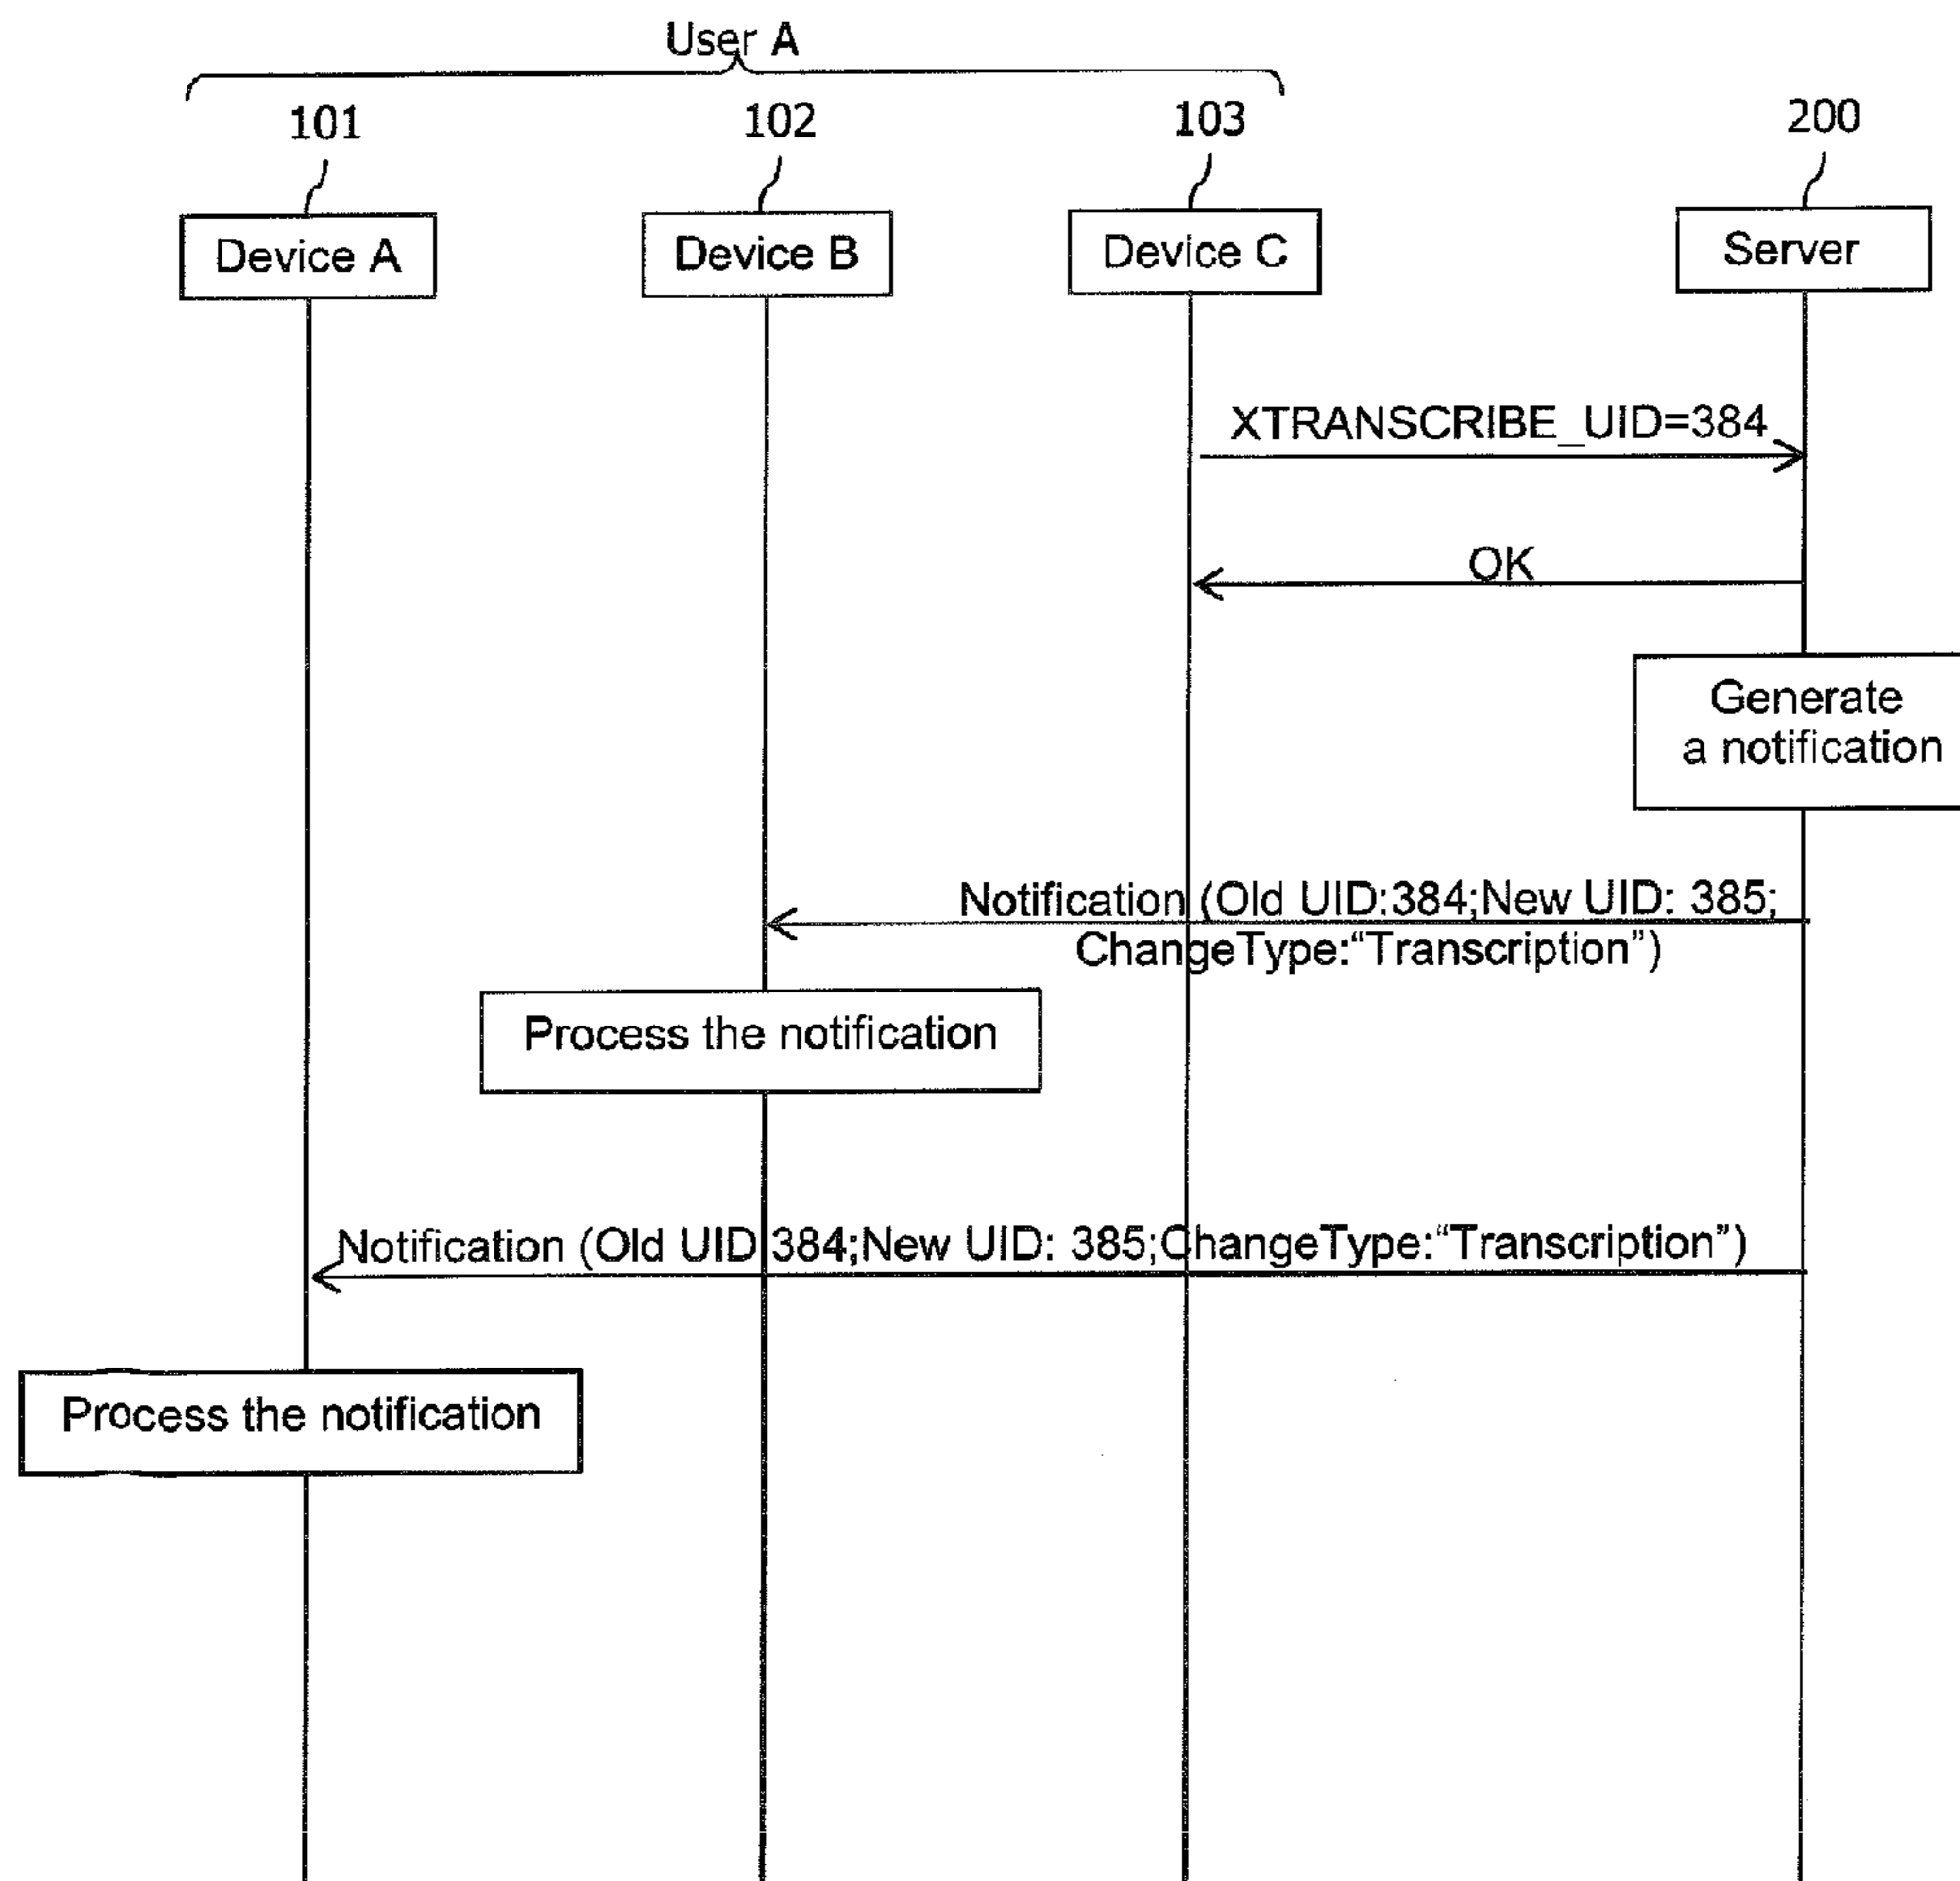 User A
101
102
103
200
Device A
Device B
Device C
Server
XTRANSCRIBE_UID=384
OK
Generate
a notification
Notification (Old UID:384;New UID: 385;
ChangeType:“Transcription”)
Process the notification
Notification (Old UID 384;New UID: 385;ChangeType:“Transcription”)
Process the notification